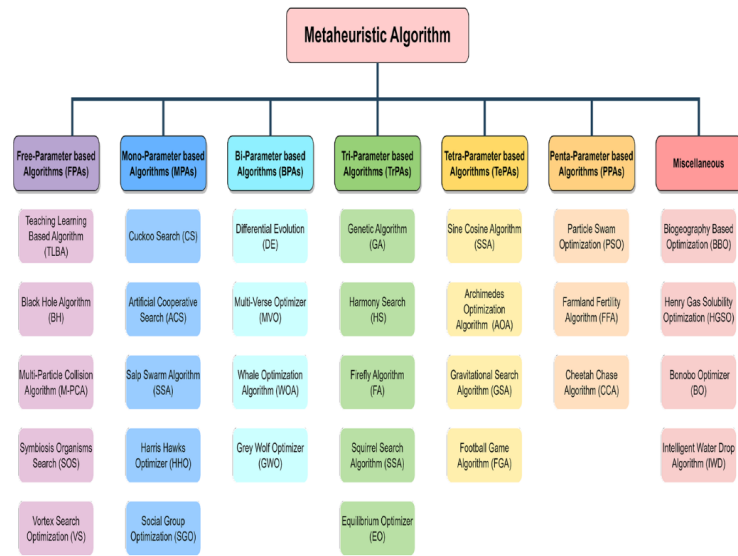 Metaheuristic Algorithm
Free-Parameter based
Algorithms (FPAs)
Mono-Parameter based
Algorithms (MPAs)
Bi-Parameter based
Algorithms (BPAs)
Tri-Parameter based
Algorithms (TrPAs)
Tetra-Parameter based
Algorithms (TePAs)
Penta-Parameter based
Algorithms (PPAs)
Miscellaneous
Teaching Learning
Based Algorithm
(TLBA)
Cuckoo Search (CS)
Differential Evolution
(DE)
Genetic Algorithm
(GA)
Sine Cosine Algorithm
(SSA)
Particle Swam
Optimization (PSO)
Biogeography Based
Optimization (BBO)
Black Hole Algorithm
(BH)
Artificial Cooperative
Search (ACS)
Multi-Verse Optimizer
(MVO)
Harmony Search
(HS)
Archimedes
Optimization
Algorithm (AOA)
Farmland Fertility
Algorithm (FFA)
Henry Gas Solubility
Optimization (HGSO)
Multi-Particle Collision
Algorithm (M-PCA)
Salp Swarm Algorithm
(SSA)
Whale Optimization
Algorithm (WOA)
Firefly Algorithm
(FA)
Gravitational Search
Algorithm (GSA)
Cheetah Chase
Algorithm (CCA)
Bonobo Optimizer
(BO)
Symbiosis Organisms
Search (SOS)
Harris Hawks
Optimizer (HHO)
Grey Wolf Optimizer
(GWO)
Squirrel Search
Algorithm (SSA)
Football Game
Algorithm (FGA)
Intelligent Water Drop
Algorithm (IWD)
Vortex Search
Optimization (VS)
Social Group
Optimization (SGO)
Equilibrium Optimizer
(EO)